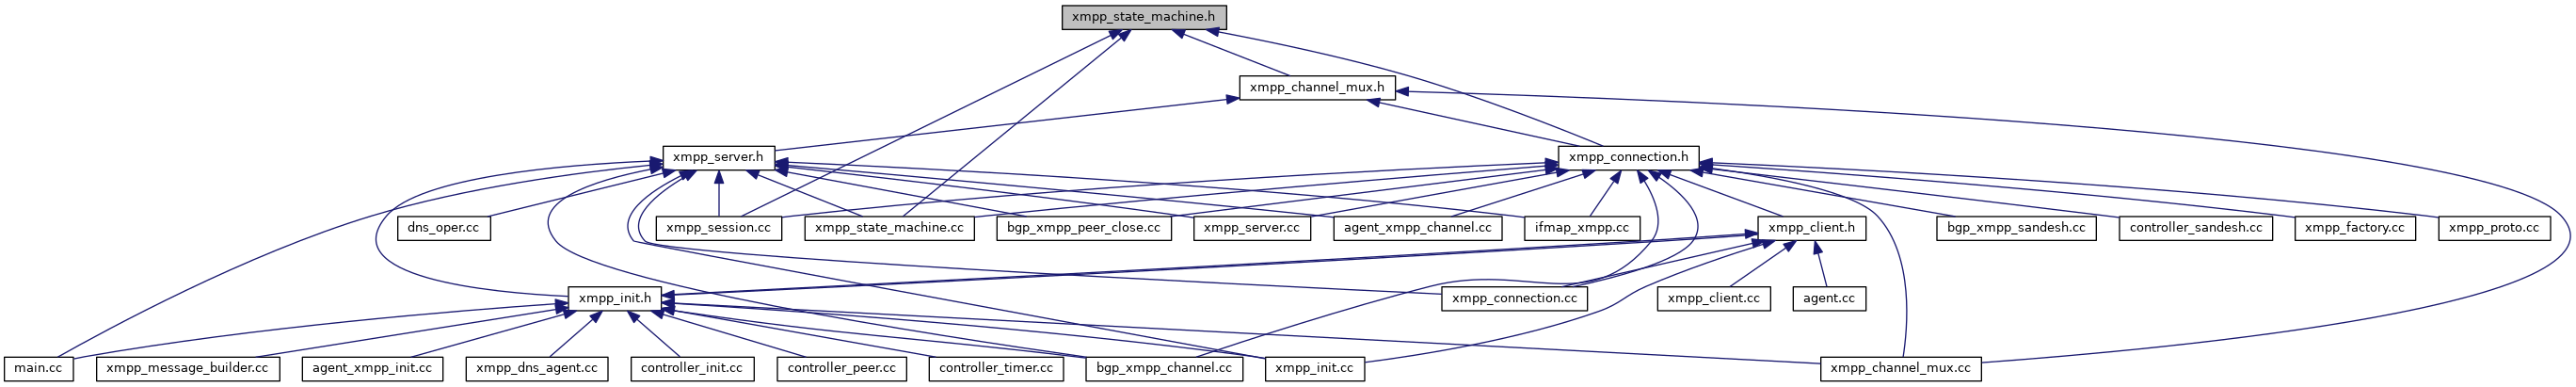 xmpp_state_machine.h
xmpp_channel_mux.h
xmpp_server.h
xmpp_connection.h
dns_oper.cc
xmpp_session.cc
xmpp_state_machine.cc
bgp_xmpp_peer_close.cc
xmpp_server.cc
agent_xmpp_channel.cc
ifmap_xmpp.cc
xmpp_client.h
bgp_xmpp_sandesh.cc
controller_sandesh.cc
xmpp_factory.cc
xmpp_proto.cc
xmpp_init.h
xmpp_connection.cc
xmpp_client.cc
agent.cc
main.cc
xmpp_message_builder.cc
agent_xmpp_init.cc
xmpp_dns_agent.cc
controller_init.cc
controller_peer.cc
controller_timer.cc
bgp_xmpp_channel.cc
xmpp_init.cc
xmpp_channel_mux.cc